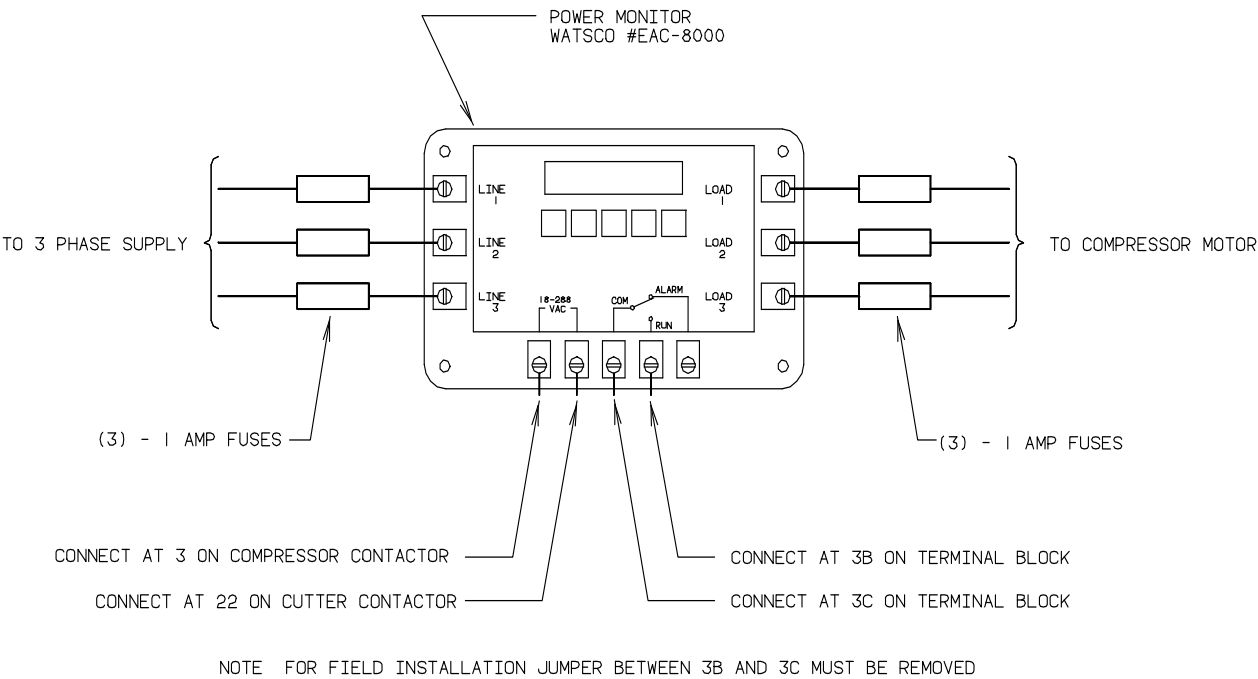 POWER MONITOR
WATSCO #EAC-8000
LINE
1
LOAD
1
TO 3 PHASE SUPPLY
LINE
2
LOAD
2
TO COMPRESSOR MOTOR
LINE
3
18-288
VAC
COM
ALARM
RUN
LOAD
3
(3) - 1 AMP FUSES
(3) - 1 AMP FUSES
CONNECT AT 3 ON COMPRESSOR CONTACTOR
CONNECT AT 3B ON TERMINAL BLOCK
CONNECT AT 22 ON CUTTER CONTACTOR
CONNECT AT 3C ON TERMINAL BLOCK
NOTE FOR FIELD INSTALLATION JUMPER BETWEEN 3B AND 3C MUST BE REMOVED